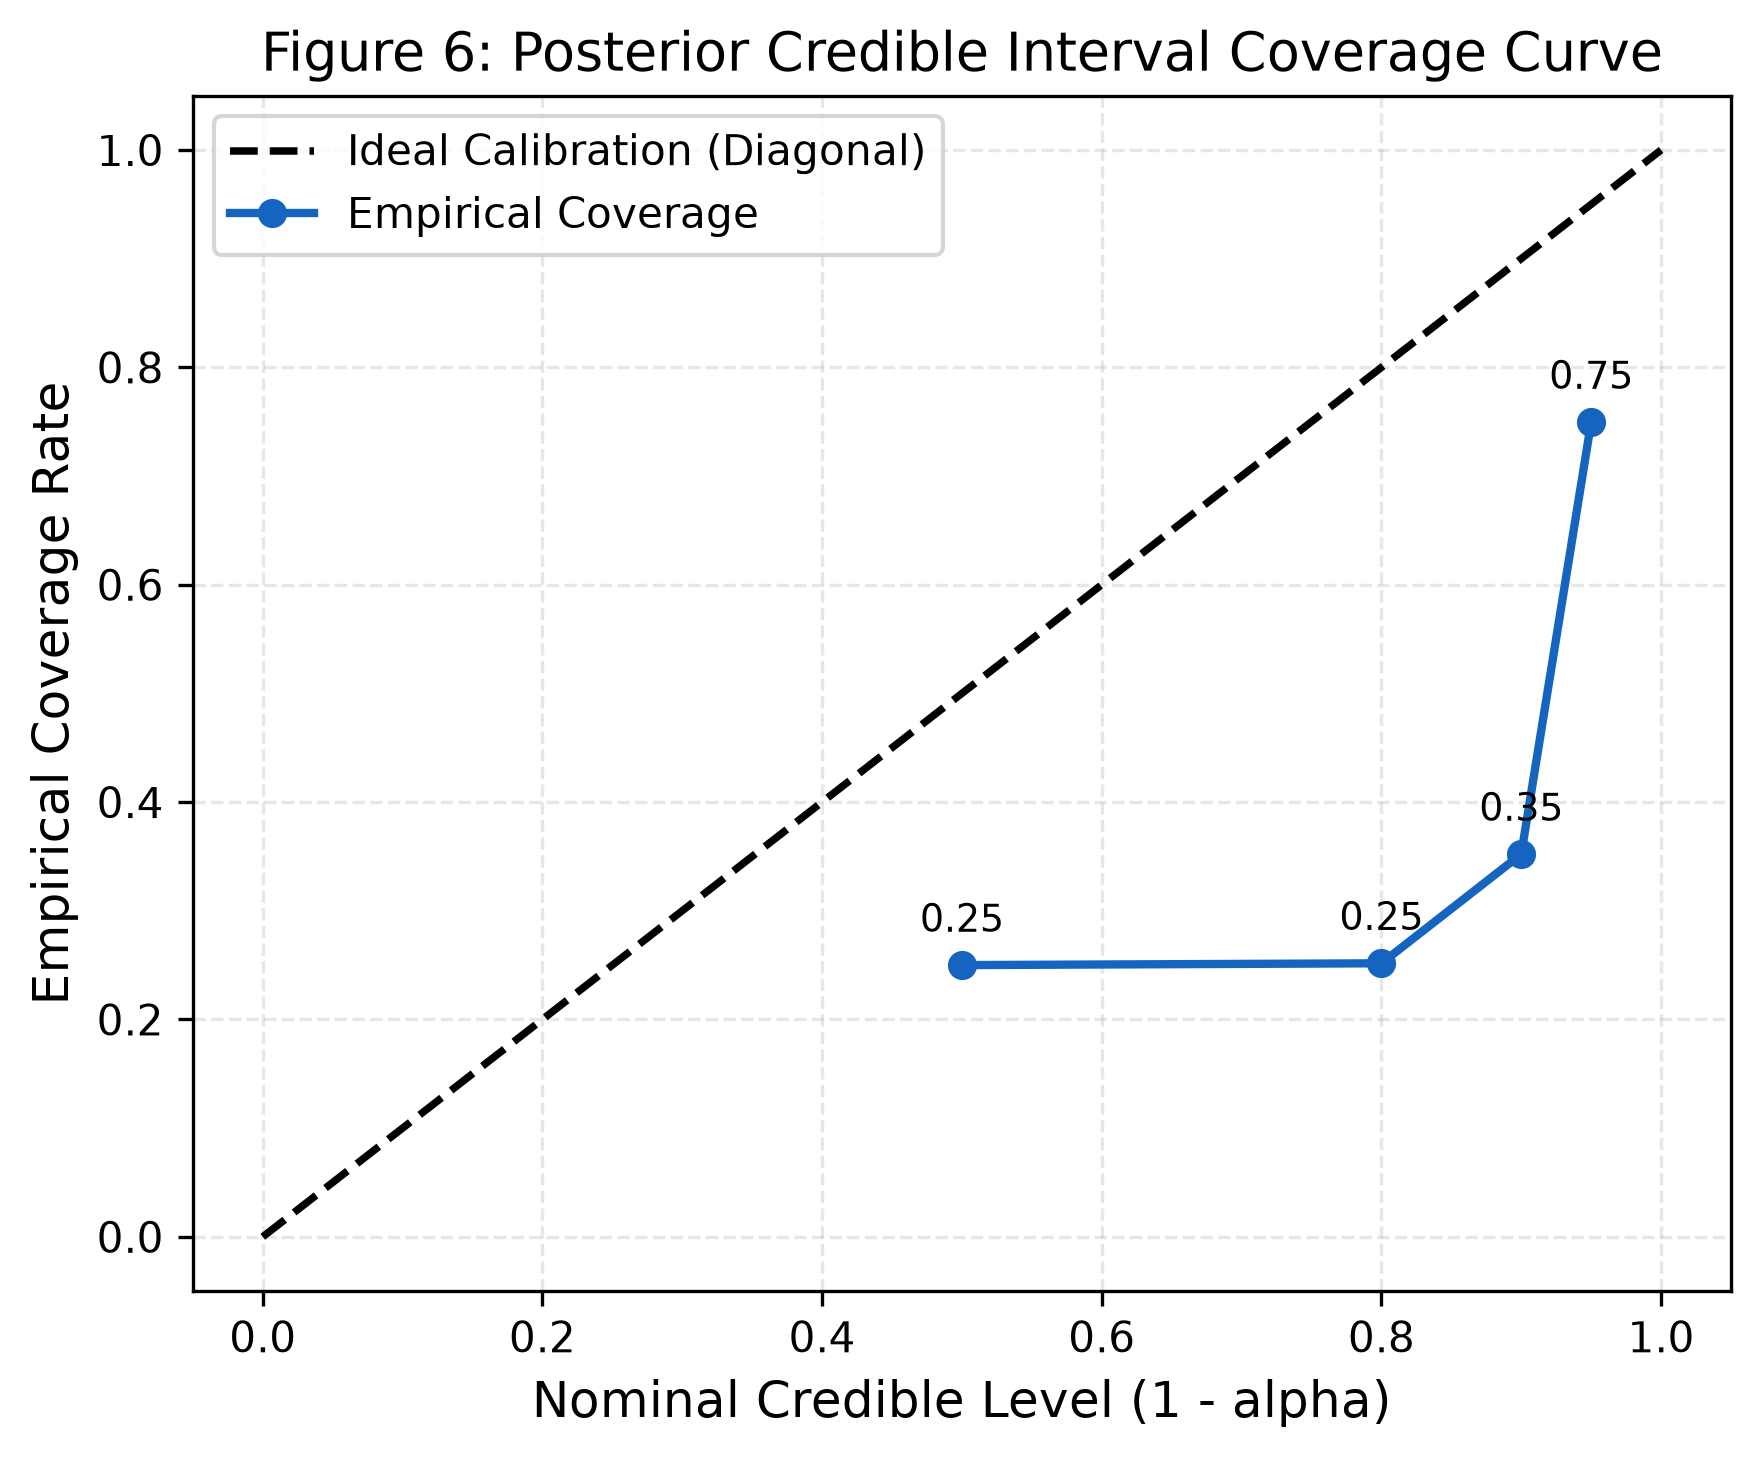 Figure 6: Posterior Credible Interval Coverage Curve
Ideal Calibration (Diagonal)
Empirical Coverage
1.0
0.8
0.6
0.4
0.2
0.0
Empirical Coverage Rate
0.75
0.35
0.25
0.25
0.0 0.2 0.4 0.6 0.8 1.0
Nominal Credible Level (1 - alpha)